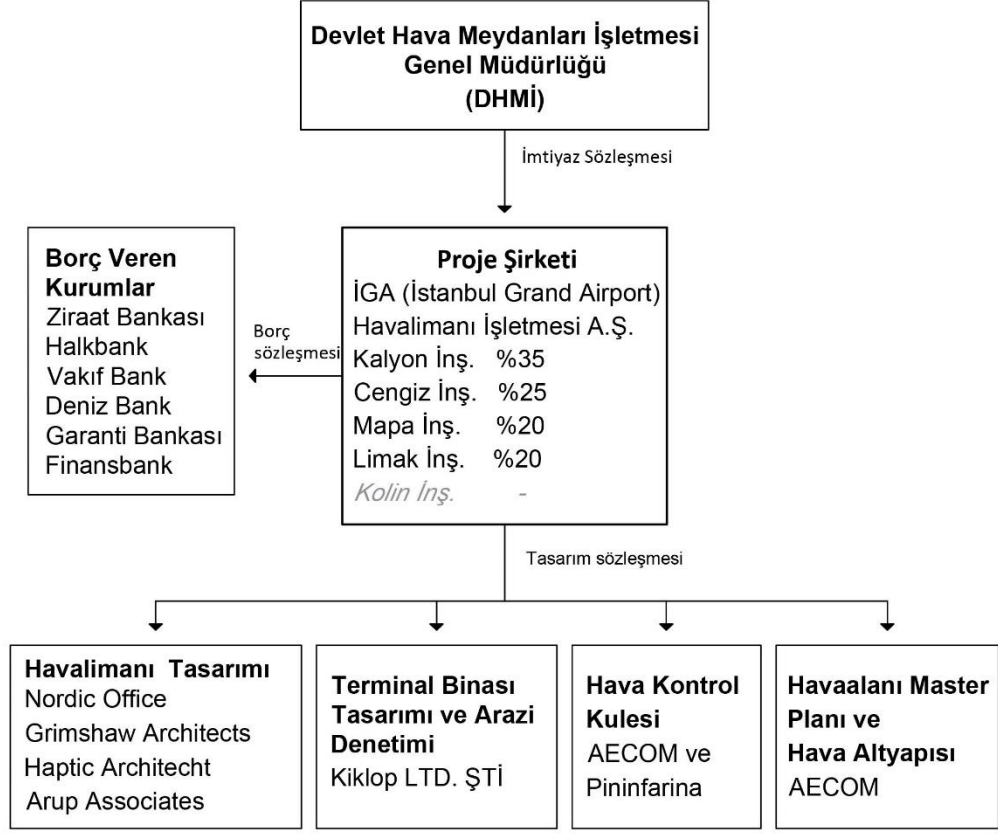 Devlet Hava Meydanları İşletmesi
Genel Müdürlüğü
(DHMİ)
İmtiyaz Sözleşmesi
Borç Veren
Kurumlar
Ziraat Bankası
Halkbank
Vakıf Bank
Deniz Bank
Garanti Bankası
Finansbank
Borç
sözleşmesi
Proje Şirketi
İGA (İstanbul Grand Airport)
Havalimanı İşletmesi A.Ş.
Kalyon İnş. %35
Cengiz İnş. %25
Mapa İnş. %20
Limak İnş. %20
Kolin İnş. -
Tasarım sözleşmesi
Havalimanı Tasarımı
Nordic Office
Grimshaw Architects
Haptic Architecht
Arup Associates
Terminal Binası
Tasarımı ve Arazi
Denetimi
Kiklop LTD. ŞTİ
Hava Kontrol
Kulesi
AECOM ve
Pininfarina
Havaalanı Master
Planı ve
Hava Altyapısı
AECOM